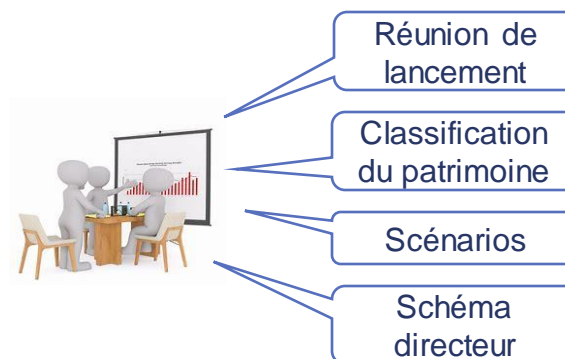 Réunion de
lancement
Classification
du patrimoine
Scénarios
Schéma
directeur